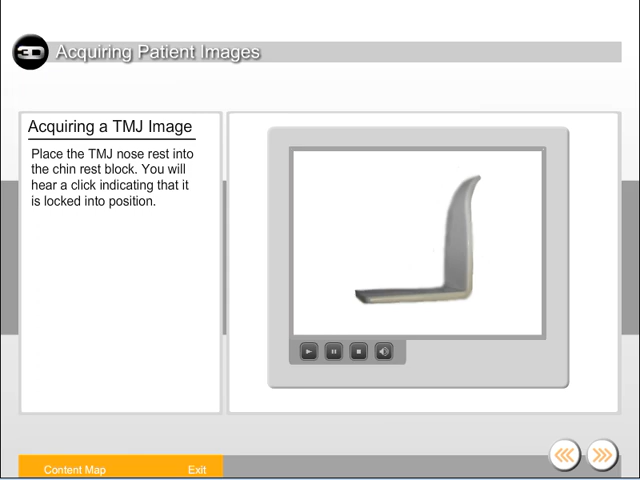 3D Acquiring Patient Images
Acquiring a TMJ Image
Place the TMJ nose rest into
the chin rest block. You will
hear a click indicating that it
is locked into position.
Content Map Exit